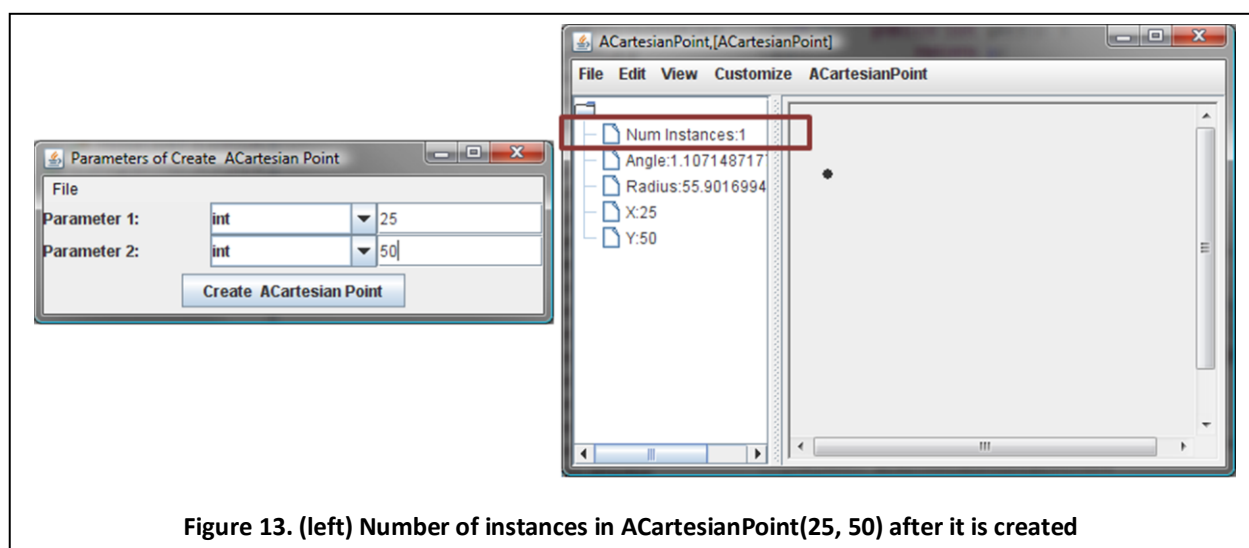 Parameters of Create ACartesian Point
File
Parameter 1: int 25
Parameter 2: int 50
Create ACartesian Point
ACartesianPoint,[ACartesianPoint]
File Edit View Customize ACartesianPoint
Num Instances:1
Angle:1.107148717
Radius:55.9016994
X:25
Y:50
Figure 13. (left) Number of instances in ACartesianPoint(25, 50) after it is created